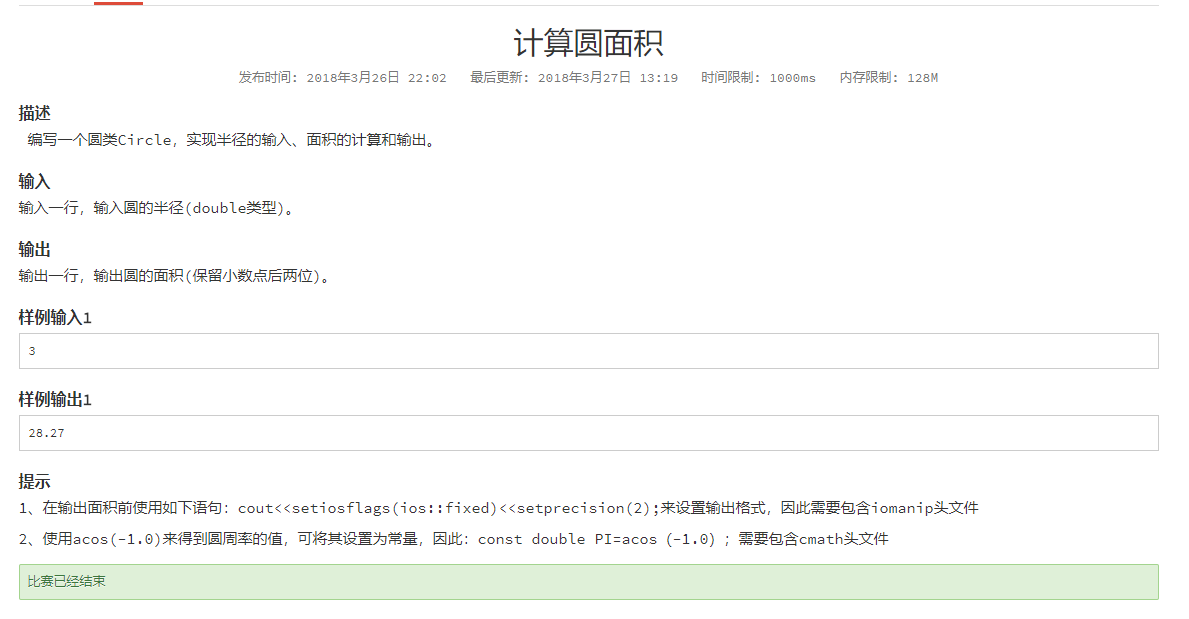 计算圆面积
发布时间: 2018年3月26日 22:02 最后更新: 2018年3月27日 13:19 时间限制: 1000ms 内存限制: 128M
描述
编写一个圆类Circle，实现半径的输入、面积的计算和输出。
输入
输入一行，输入圆的半径(double类型)。
输出
输出一行，输出圆的面积(保留小数点后两位)。
样例输入1
3
样例输出1
28.27
提示
1、在输出面积前使用如下语句：cout<<setiosflags(ios::fixed)<<setprecision(2);来设置输出格式，因此需要包含iomanip头文件
2、使用acos(-1.0)来得到圆周率的值，可将其设置为常量，因此：const double PI=acos (-1.0) ；需要包含cmath头文件
比赛已经结束